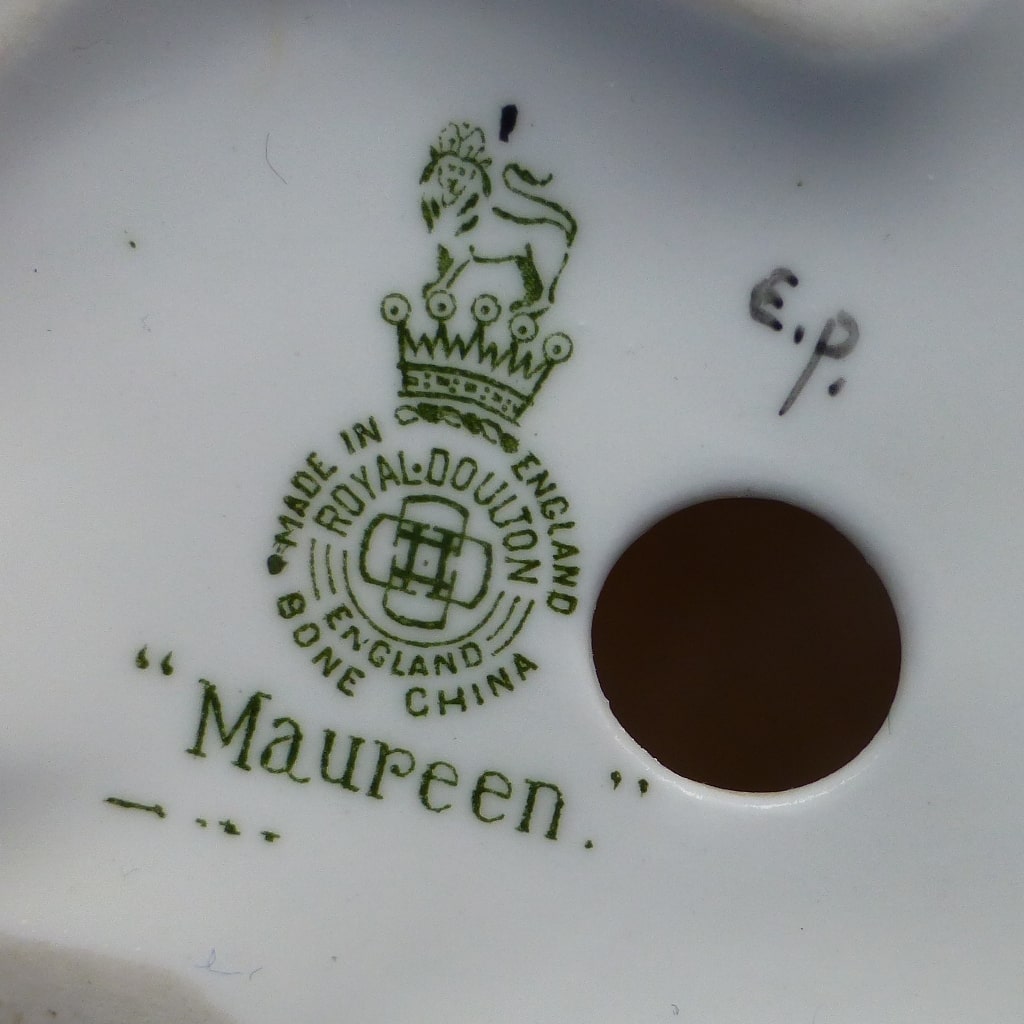 E.P.
MADE IN ENGLAND
ROYAL·DOULTON
ENGLAND
BONE CHINA
"Maureen."